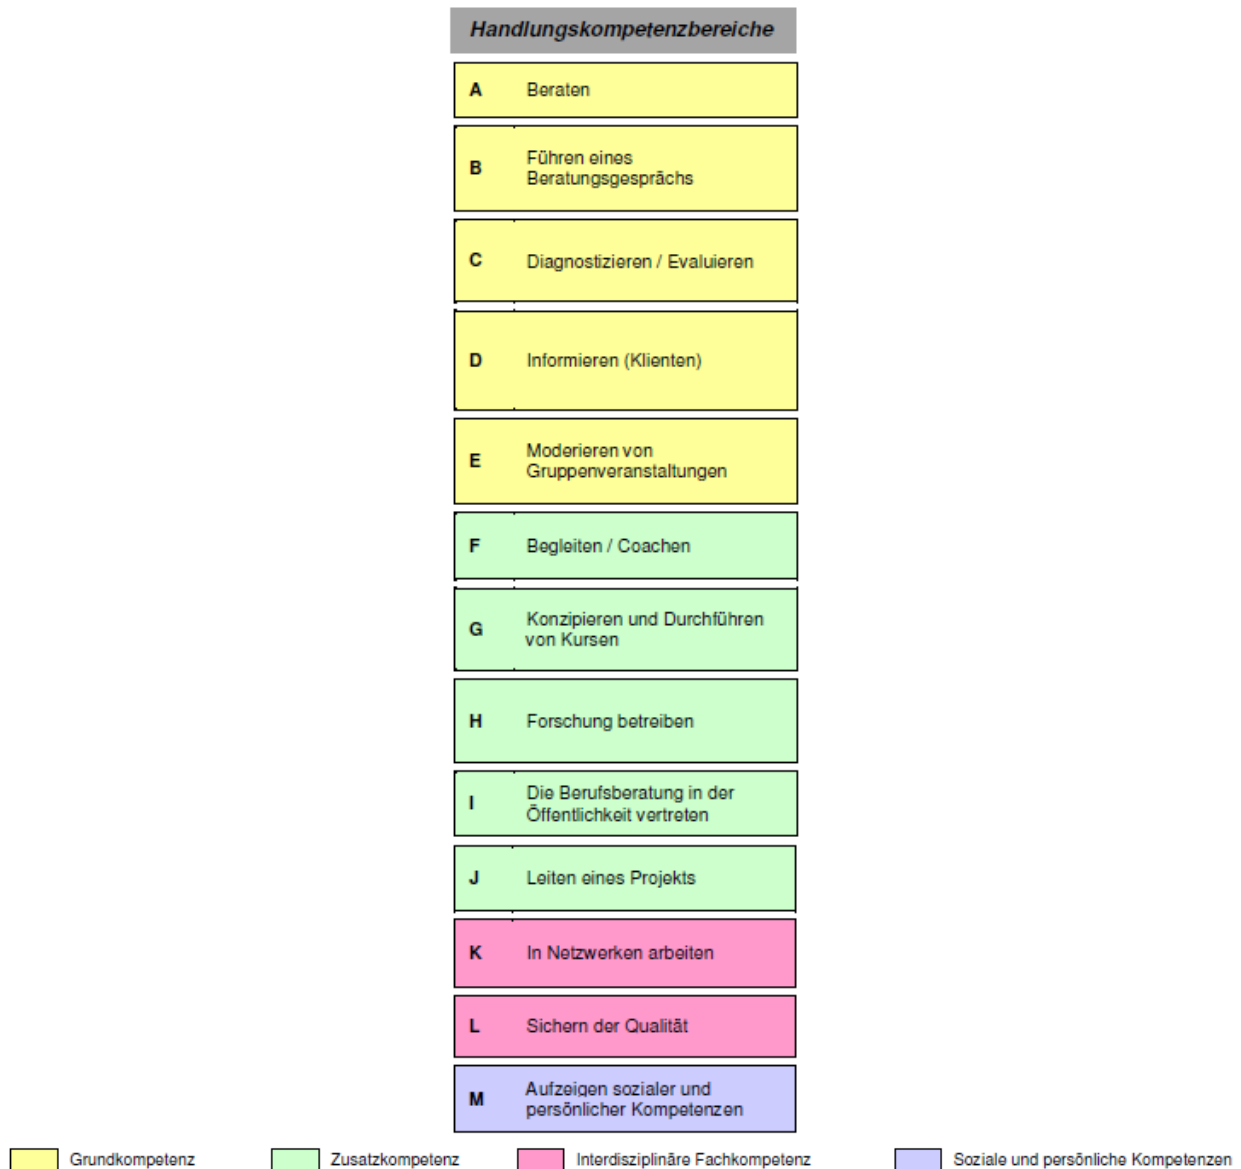 Handlungskompetenzbereiche
A Beraten
B Führen eines
Beratungsgesprächs
C Diagnostizieren / Evaluieren
D Informieren (Klienten)
E Moderieren von
Gruppenveranstaltungen
F Begleiten / Coachen
G Konzipieren und Durchführen
von Kursen
H Forschung betreiben
I Die Berufsberatung in der
Öffentlichkeit vertreten
J Leiten eines Projekts
K In Netzwerken arbeiten
L Sichern der Qualität
M Aufzeigen sozialer und
persönlicher Kompetenzen
Grundkompetenz Zusatzkompetenz Interdisziplinäre Fachkompetenz Soziale und persönliche Kompetenzen